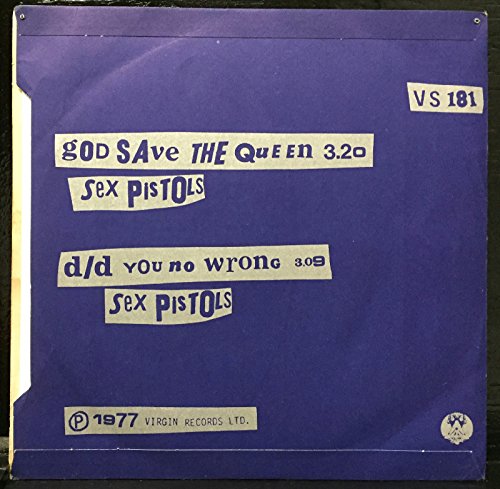 VS 181
gOD SAve THE QuEEN 3.20
sex PisTOLs
d/d YOU no wrong 3.09
sex PisTOLs
P 1977 VIRGIN RECORDS LTD.